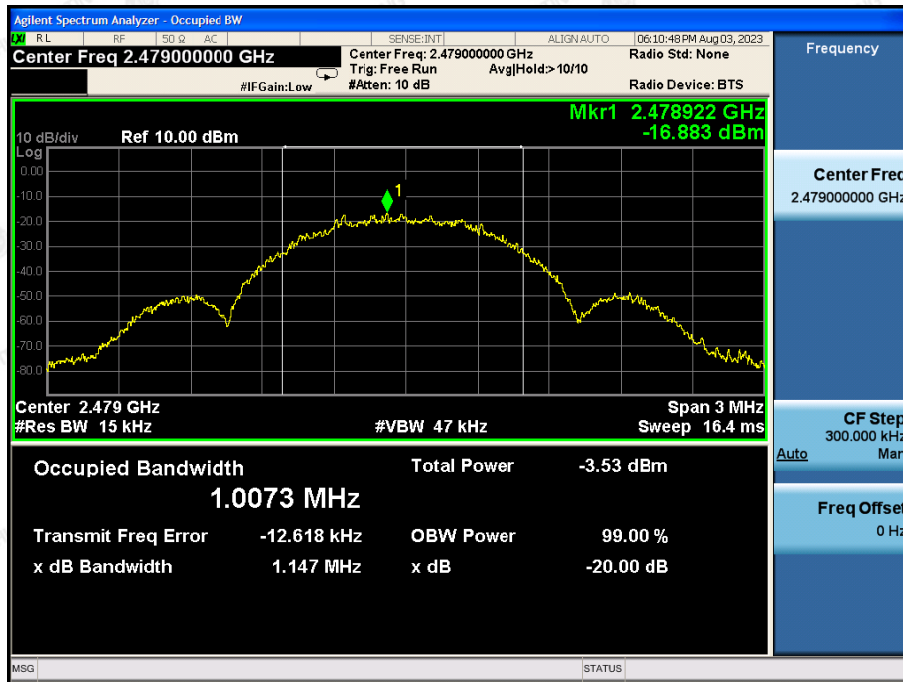 Agilent Spectrum Analyzer - Occupied BW
LXI RL RF 50 Ω AC SENSE:INT ALIGNAUTO 06:10:48 PM Aug 03, 2023
Center Freq 2.479000000 GHz Center Freq: 2.479000000 GHz Radio Std: None Frequency
Trig: Free Run Avg|Hold:>10/10
#IFGain:Low #Atten: 10 dB Radio Device: BTS
Mkr1 2.478922 GHz
10 dB/div Ref 10.00 dBm -16.883 dBm
Log
0.00
-10.0
-20.0
-30.0
-40.0
-50.0
-60.0
-70.0
-80.0
1
Center Freq
2.479000000 GHz
Center 2.479 GHz Span 3 MHz
#Res BW 15 kHz #VBW 47 kHz Sweep 16.4 ms
CF Step
300.000 kHz
Auto Man
Occupied Bandwidth Total Power -3.53 dBm
1.0073 MHz
Transmit Freq Error -12.618 kHz OBW Power 99.00 %
x dB Bandwidth 1.147 MHz x dB -20.00 dB
Freq Offset
0 Hz
MSG STATUS